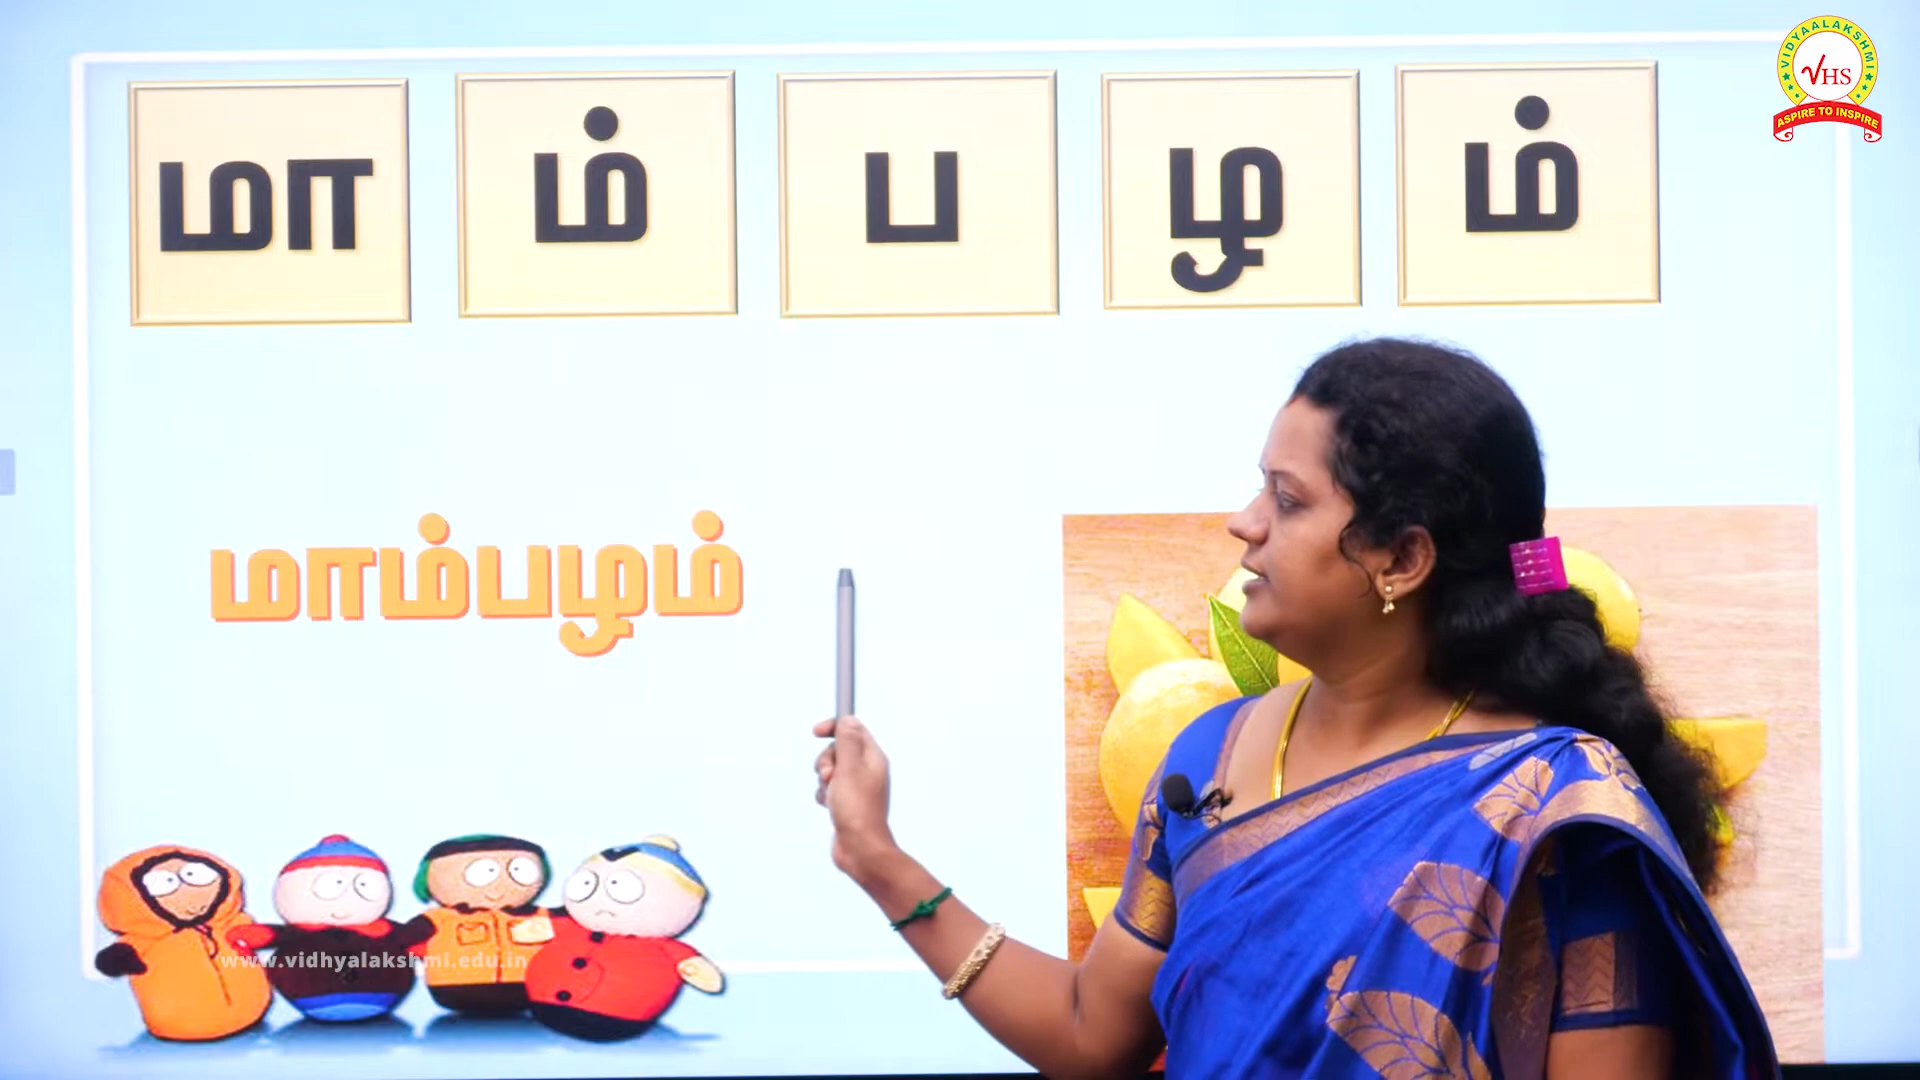 மா ம் ப ழ ம்
மாம்பழம்
VIDYAALAKSHMI
VHS
ASPIRE TO INSPIRE
www.vidhyalakshmi.edu.in